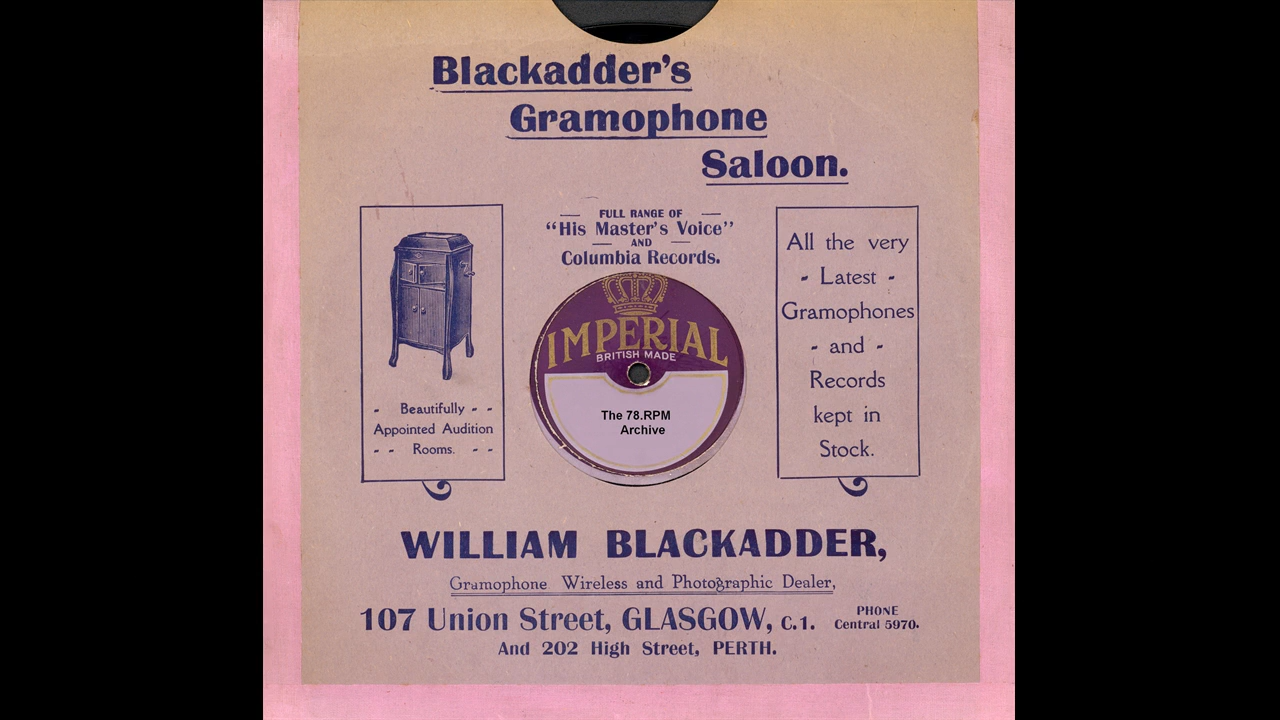 Blackadder's
Gramophone
Saloon.
FULL RANGE OF
"His Master's Voice"
AND
Columbia Records.
- Beautifully - -
Appointed Audition
- - Rooms. - -
IMPERIAL
BRITISH MADE
The 78.RPM
Archive
All the very
- Latest -
Gramophones
- and -
Records
kept in
Stock.
WILLIAM BLACKADDER,
Gramophone Wireless and Photographic Dealer,
107 Union Street, GLASGOW, C.1.
PHONE
Central 5970.
And 202 High Street, PERTH.